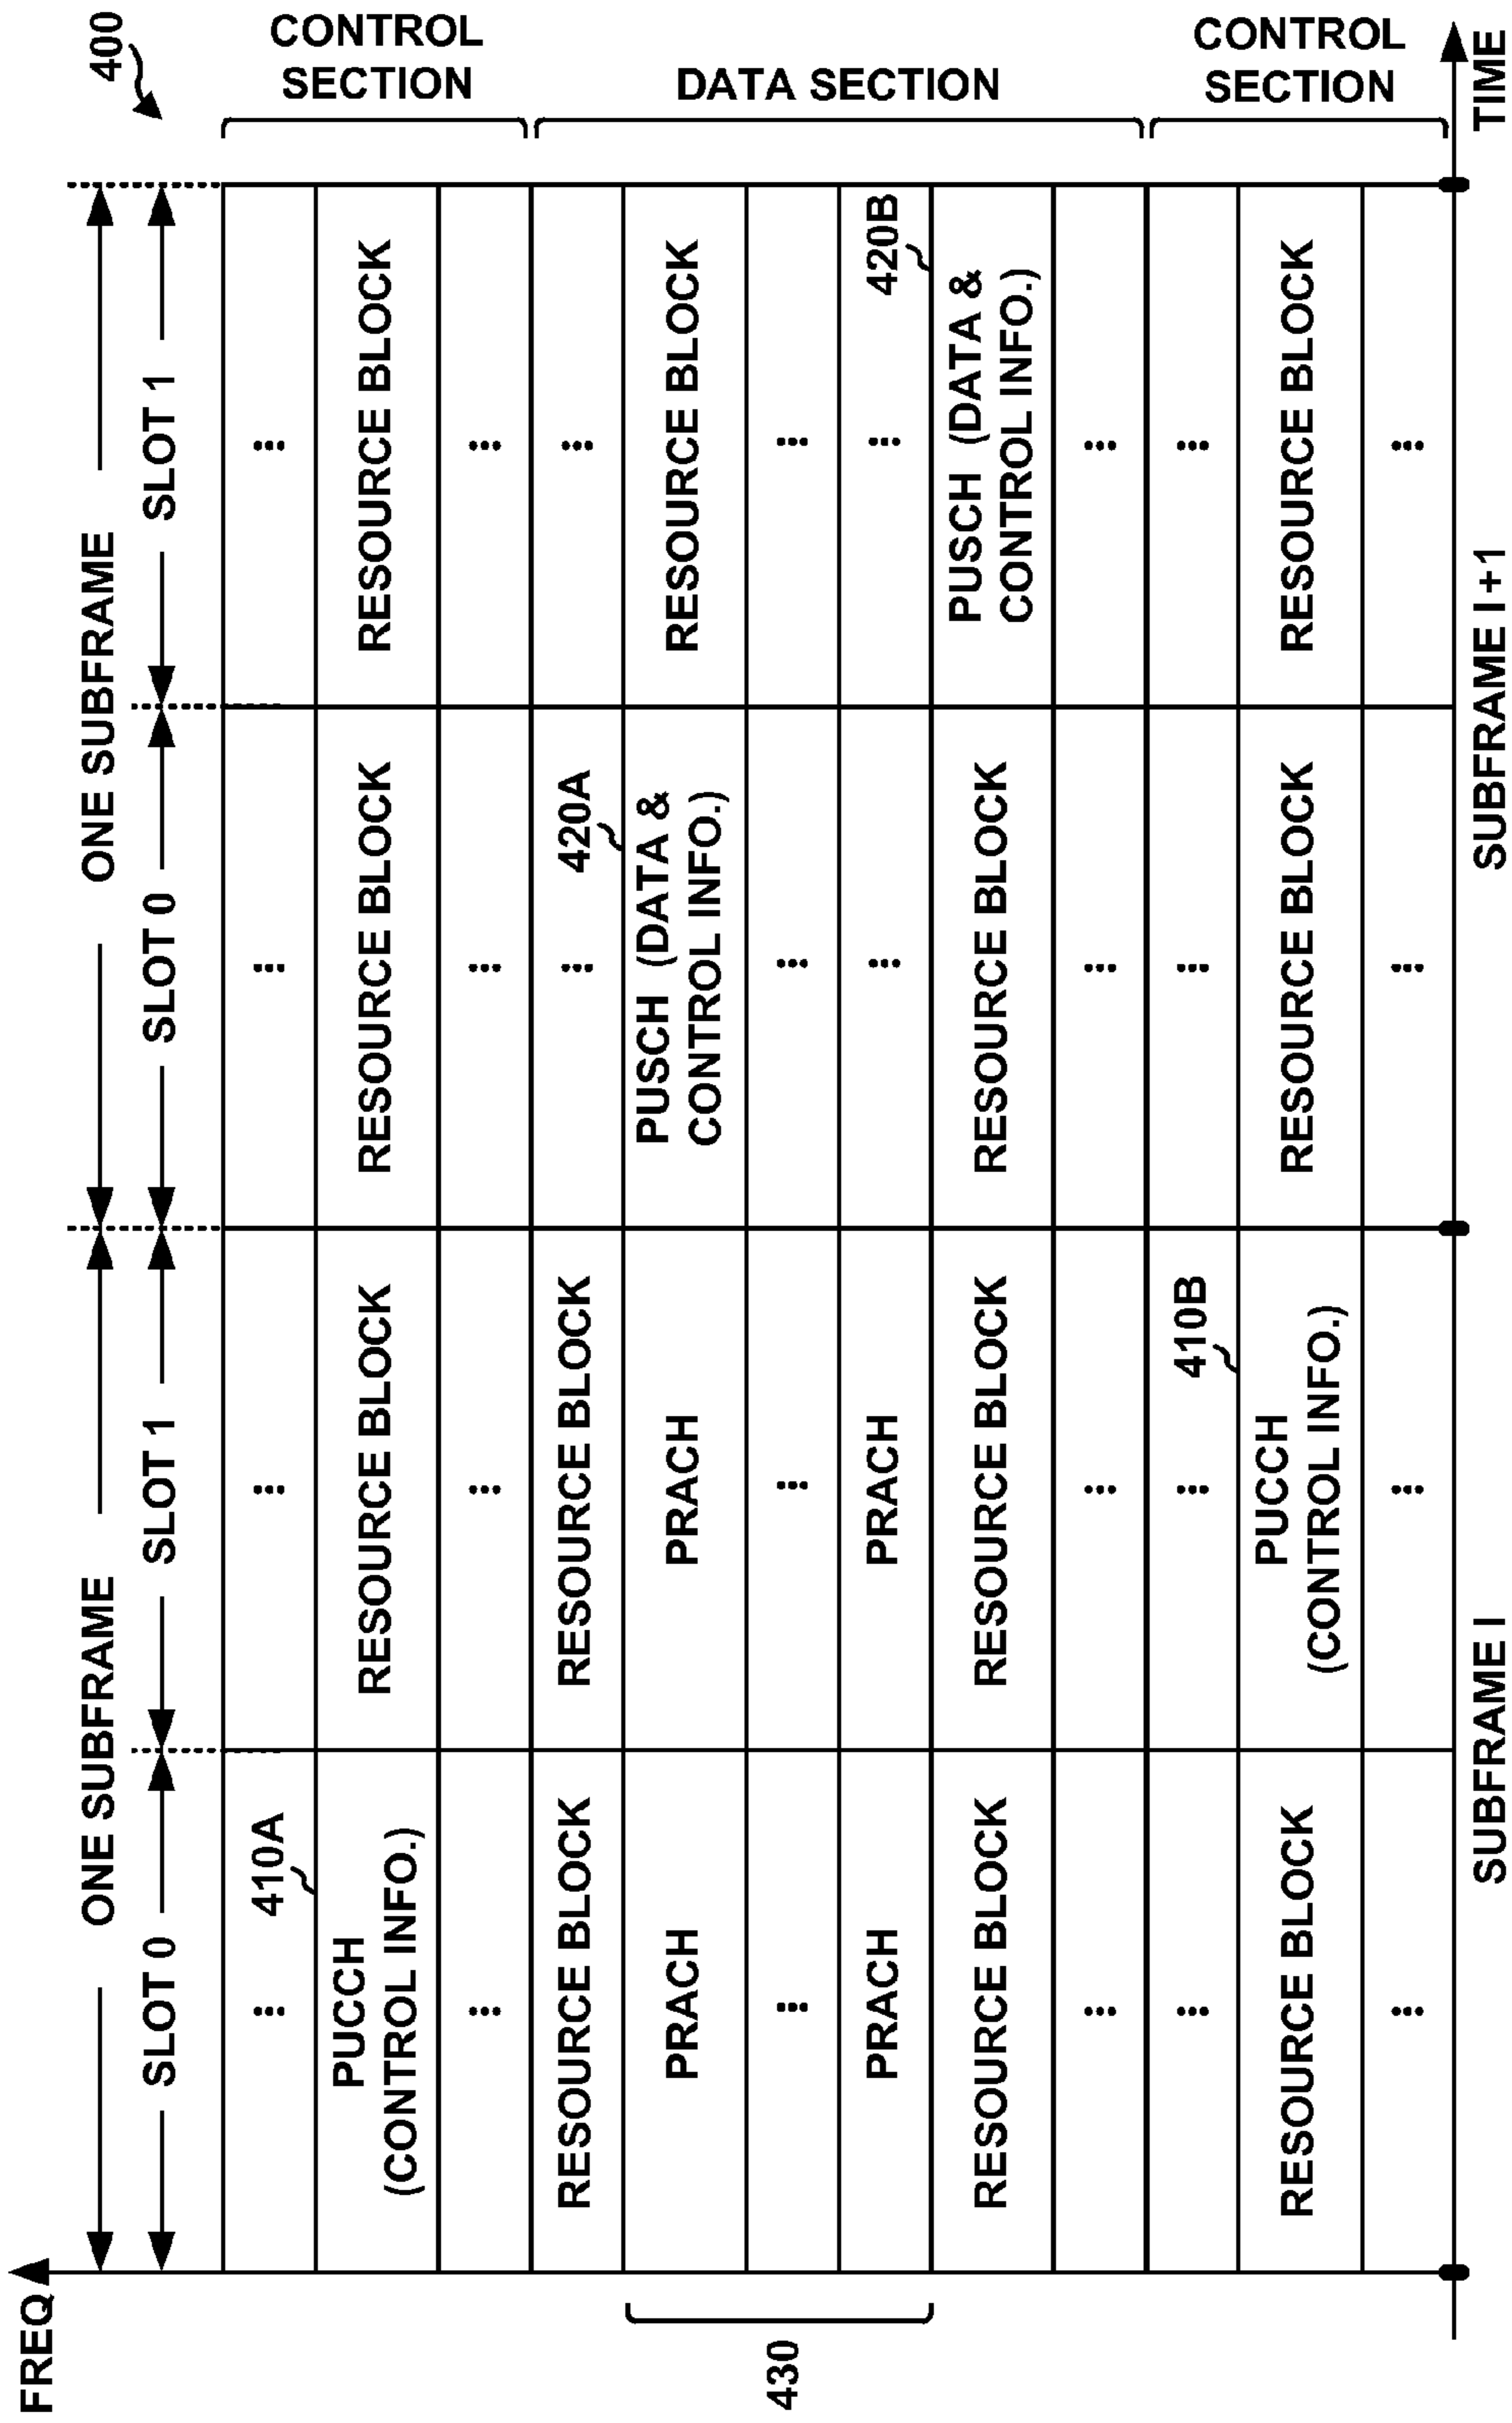 400
ONE SUBFRAME
ONE SUBFRAME
SLOT 0
SLOT 1
SLOT 0
SLOT 1
FREQ
CONTROL
SECTION
410A
⋮
⋮
⋮
⋮
PUCCH
(CONTROL INFO.)
RESOURCE BLOCK
RESOURCE BLOCK
RESOURCE BLOCK
⋮
⋮
⋮
⋮
DATA SECTION
RESOURCE BLOCK
RESOURCE BLOCK
⋮
420A
⋮
430
PRACH
PRACH
PUSCH (DATA &
CONTROL INFO.)
RESOURCE BLOCK
⋮
⋮
⋮
⋮
PRACH
PRACH
⋮
⋮
420B
RESOURCE BLOCK
RESOURCE BLOCK
RESOURCE BLOCK
PUSCH (DATA &
CONTROL INFO.)
⋮
⋮
⋮
⋮
CONTROL
SECTION
⋮
⋮
410B
⋮
⋮
RESOURCE BLOCK
PUCCH
(CONTROL INFO.)
RESOURCE BLOCK
RESOURCE BLOCK
⋮
⋮
⋮
⋮
SUBFRAME I
SUBFRAME I+1
TIME